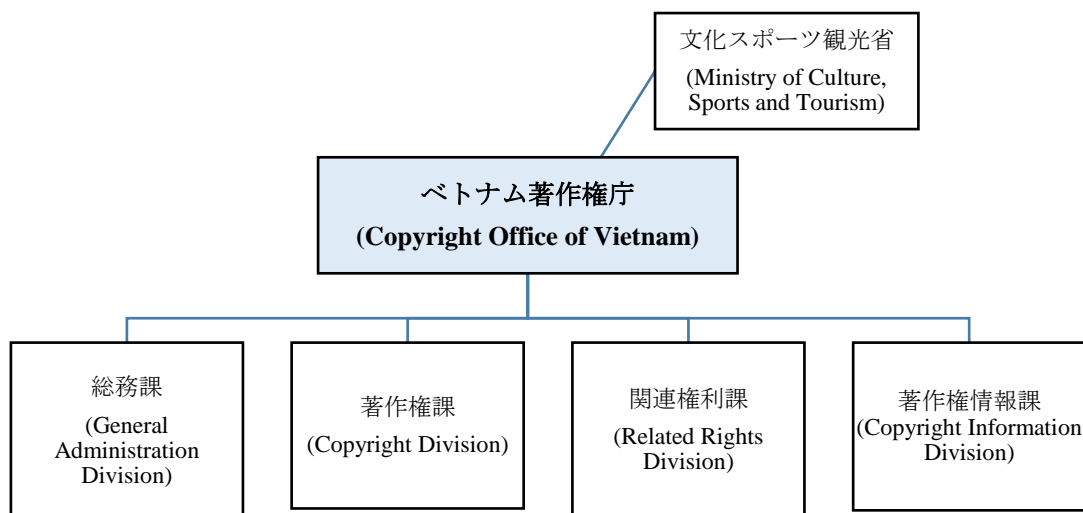 文化スポーツ観光省
(Ministry of Culture,
Sports and Tourism)
ベトナム著作権庁
(Copyright Office of Vietnam)
総務課
(General
Administration
Division)
著作権課
(Copyright Division)
関連権利課
(Related Rights
Division)
著作権情報課
(Copyright Information
Division)